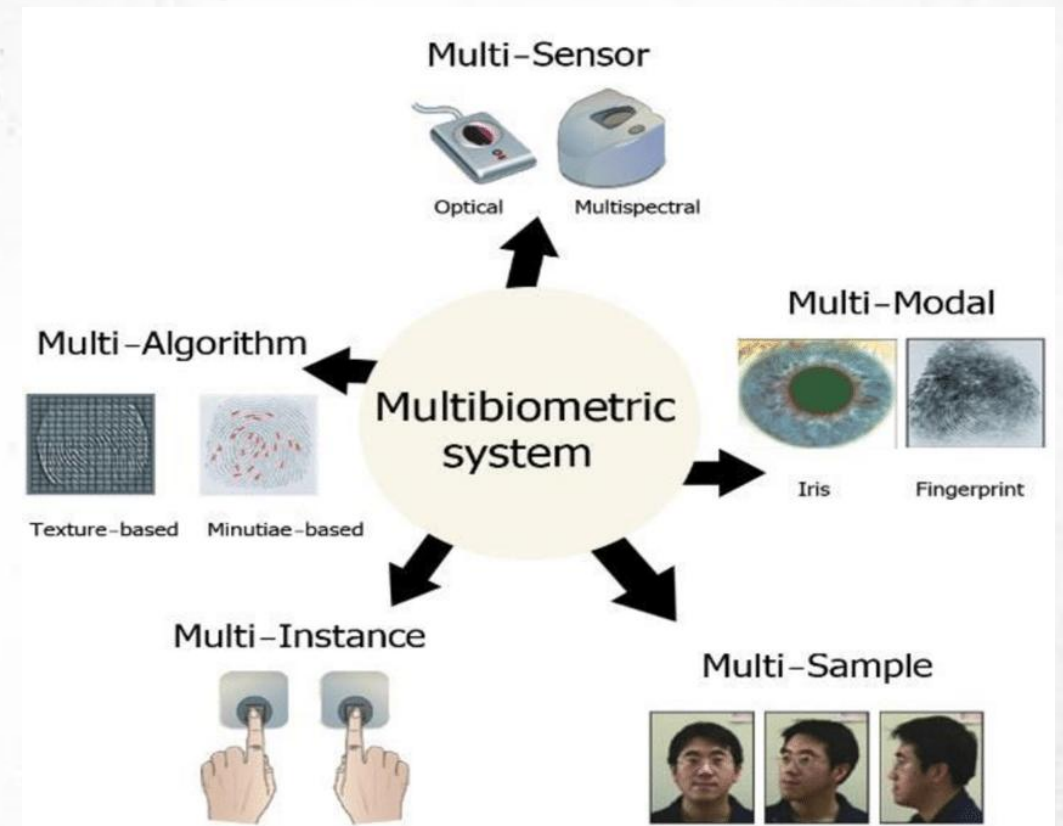 Multi-Sensor
Optical Multispectral
Multi-Modal
Iris Fingerprint
Multi-Algorithm
Texture-based Minutiae-based
Multibiometric
system
Multi-Instance
Multi-Sample